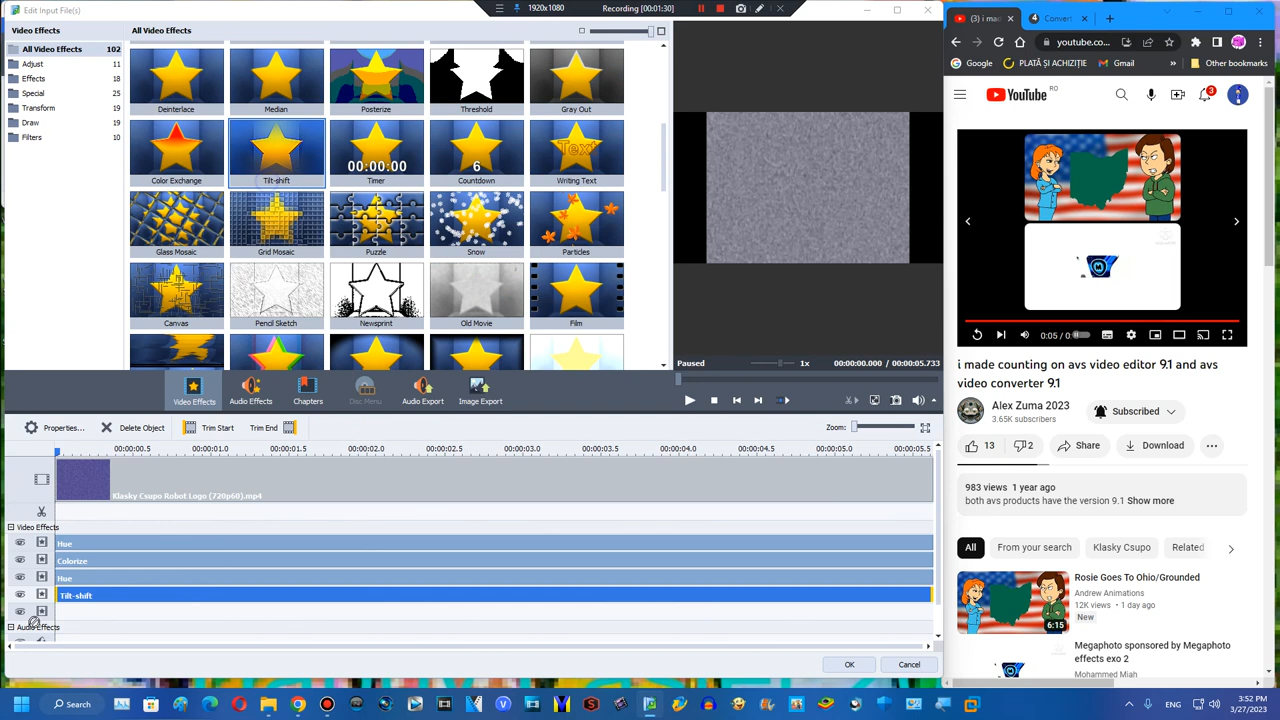 Edit Input File(s)
1920x1080
Recording [00:01:30]
Video Effects
All Video Effects
All Video Effects 102
Adjust 11
Effects 18
Special 25
Transform 19
Draw 19
Filters 10
Deinterlace
Median
Posterize
Threshold
Gray Out
00:00:00
6
Text
Color Exchange
Tilt-shift
Timer
Countdown
Writing Text
Glass Mosaic
Grid Mosaic
Puzzle
Snow
Particles
Canvas
Pencil Sketch
Newsprint
Old Movie
Film
Paused
1x
00:00:00.000 / 00:00:05.733
Video Effects
Audio Effects
Chapters
Disc Menu
Audio Export
Image Export
Properties...
Delete Object
Trim Start
Trim End
Zoom:
00:00:00.5
00:00:01.0
00:00:01.5
00:00:02.0
00:00:02.5
00:00:03.0
00:00:03.5
00:00:04.0
00:00:04.5
00:00:05.0
00:00:05.5
Klasky Csupo Robot Logo (720p60).mp4
Video Effects
Hue
Colorize
Hue
Tilt-shift
Audio Effects
OK
Cancel
(3) i mad
4
Convert
youtube.co...
Google
PLATĂ ȘI ACHIZIȚIE
Gmail
»
Other bookmarks
YouTube
RO
3
0:05 / 0:
i made counting on avs video editor 9.1 and avs
video converter 9.1
Alex Zuma 2023
3.65K subscribers
Subscribed
13
2
Share
Download
983 views 1 year ago
both avs products have the version 9.1 Show more
All
From your search
Klasky Csupo
Related
Rosie Goes To Ohio/Grounded
Andrew Animations
12K views • 1 day ago
New
6:15
Megaphoto sponsored by Megaphoto
effects exo 2
Mohammed Miah
Search
ENG
3:52 PM
3/27/2023